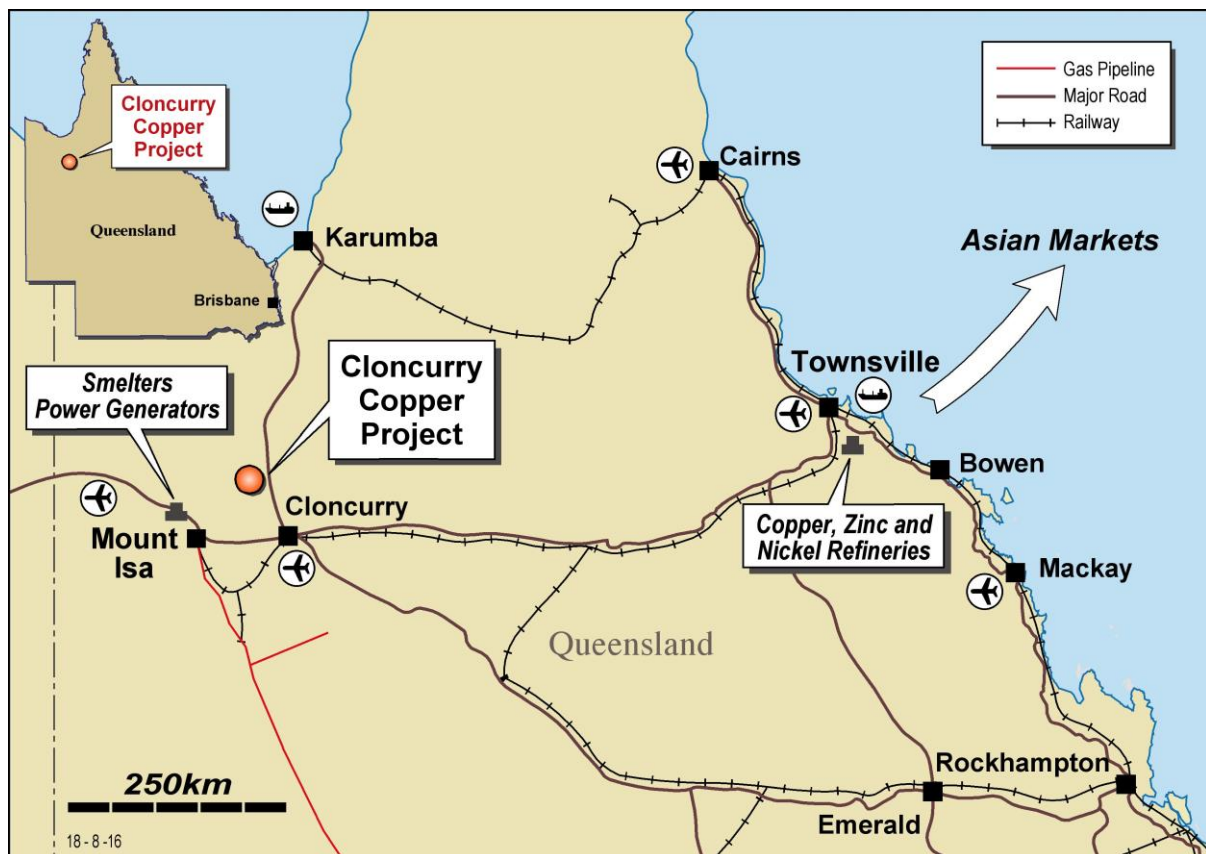 Cloncurry
Copper
Project
Queensland
Brisbane
Gas Pipeline
Major Road
Railway
Cairns
Karumba
Asian Markets
Smelters
Power Generators
Cloncurry
Copper
Project
Townsville
Bowen
Cloncurry
Mount
Isa
Copper, Zinc and
Nickel Refineries
Mackay
Queensland
Rockhampton
Emerald
250km
18 - 8 -16